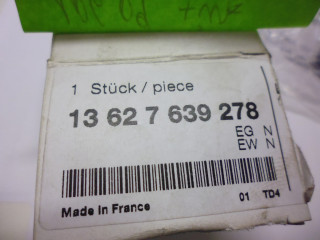 1 Stück / piece
13 62 7 639 278
EG N
EW N
Made in France
01 TD4